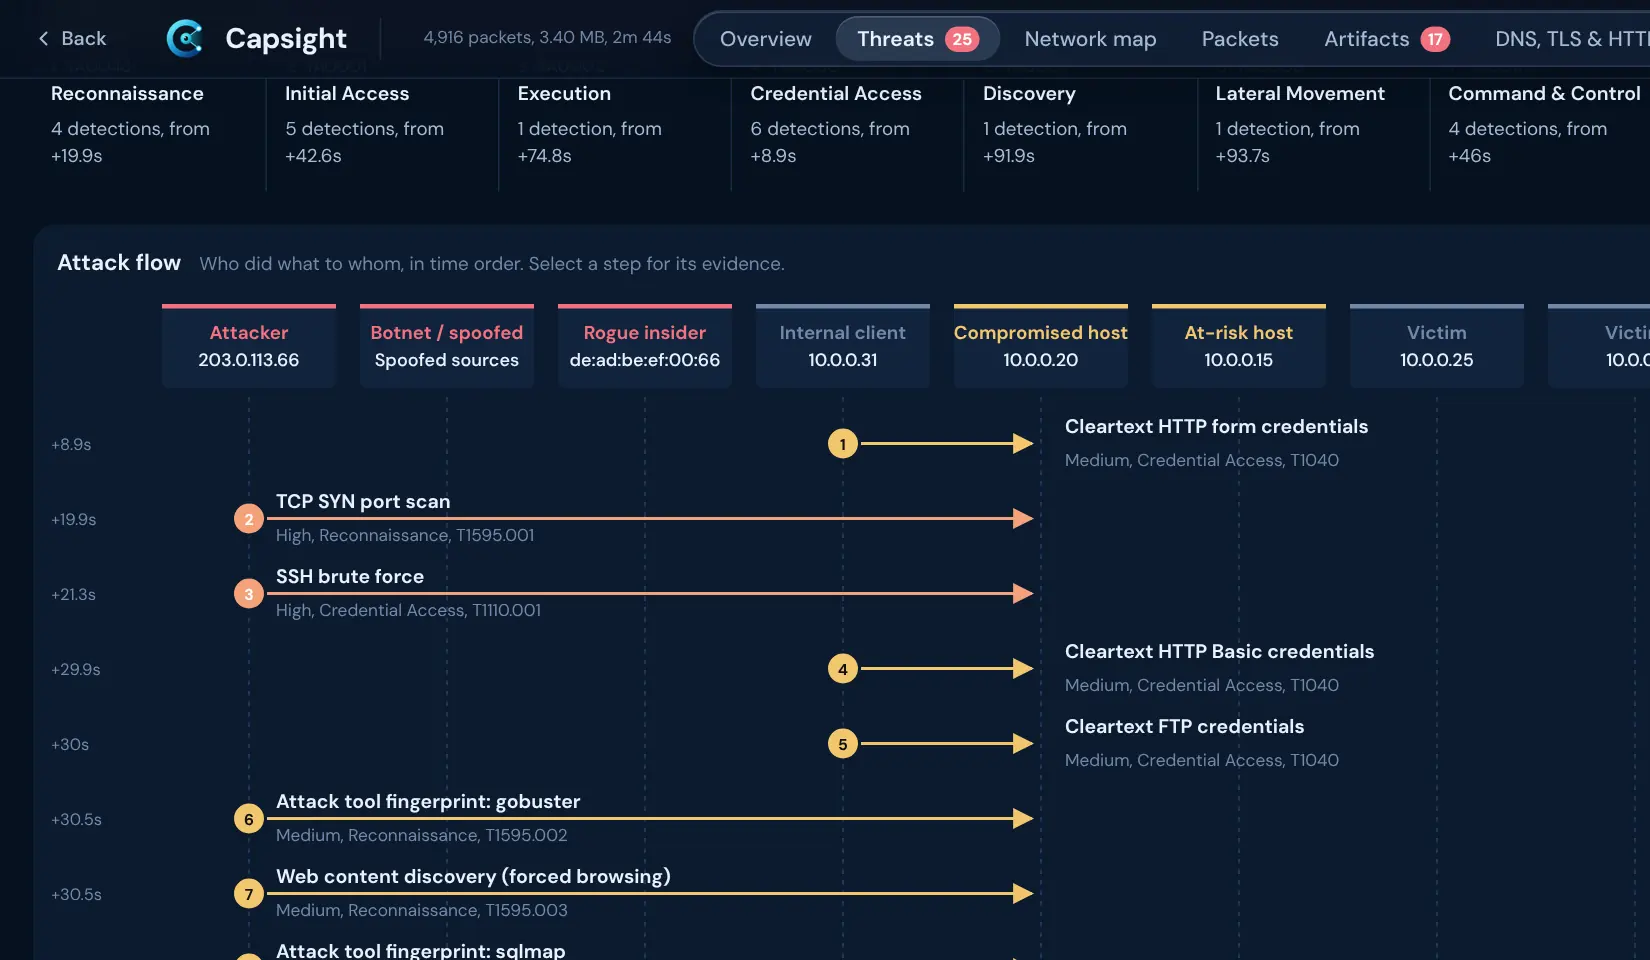 Back
Capsight
4,916 packets, 3.40 MB, 2m 44s
Overview
Threats 25
Network map
Packets
Artifacts 17
DNS, TLS & HTT
Reconnaissance
4 detections, from
+19.9s
Initial Access
5 detections, from
+42.6s
Execution
1 detection, from
+74.8s
Credential Access
6 detections, from
+8.9s
Discovery
1 detection, from
+91.9s
Lateral Movement
1 detection, from
+93.7s
Command & Control
4 detections, from
+46s
Attack flow Who did what to whom, in time order. Select a step for its evidence.
Attacker
203.0.113.66
Botnet / spoofed
Spoofed sources
Rogue insider
de:ad:be:ef:00:66
Internal client
10.0.0.31
Compromised host
10.0.0.20
At-risk host
10.0.0.15
Victim
10.0.0.25
Victi
10.0.0
+8.9s
1
Cleartext HTTP form credentials
Medium, Credential Access, T1040
+19.9s
2
TCP SYN port scan
High, Reconnaissance, T1595.001
+21.3s
3
SSH brute force
High, Credential Access, T1110.001
+29.9s
4
Cleartext HTTP Basic credentials
Medium, Credential Access, T1040
+30s
5
Cleartext FTP credentials
Medium, Credential Access, T1040
+30.5s
6
Attack tool fingerprint: gobuster
Medium, Reconnaissance, T1595.002
+30.5s
7
Web content discovery (forced browsing)
Medium, Reconnaissance, T1595.003
Attack tool fingerprint: sqlmap